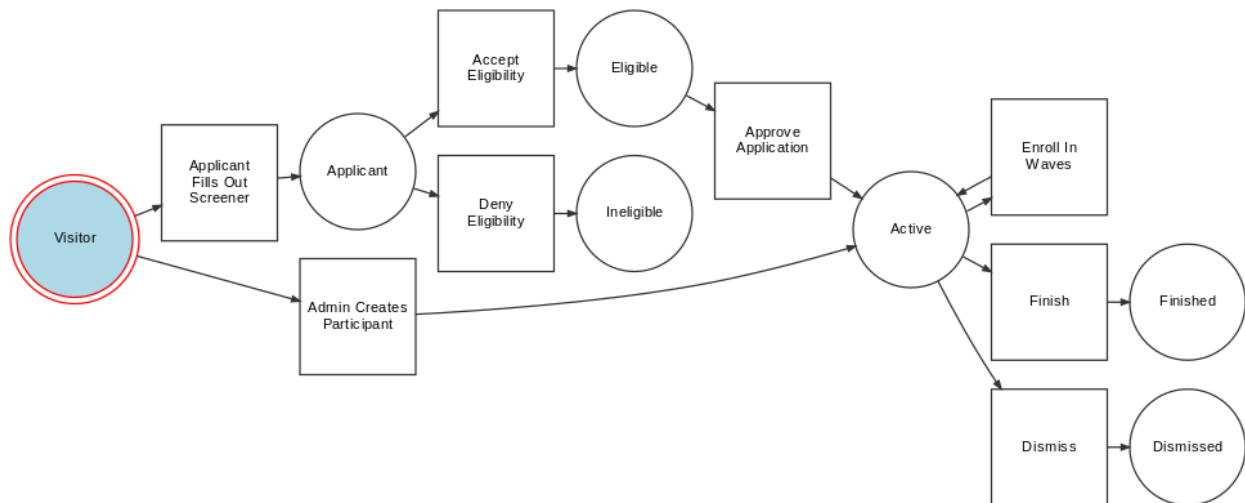 Visitor
Applicant
Fills Out
Screener
Applicant
Accept
Eligibility
Eligible
Deny
Eligibility
Ineligible
Admin Creates
Participant
Approve
Application
Active
Enroll In
Waves
Finish
Finished
Dismiss
Dismissed